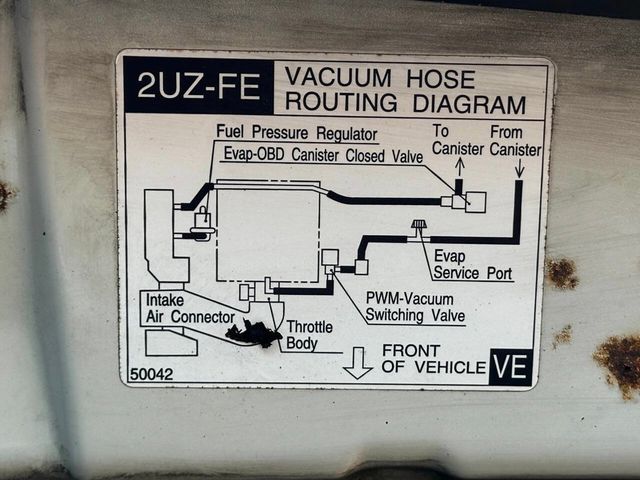 2UZ-FE
VACUUM HOSE
ROUTING DIAGRAM
Fuel Pressure Regulator
Evap-OBD Canister Closed Valve
To
Canister
From
Canister
Evap
Service Port
PWM-Vacuum
Switching Valve
Intake
Air Connector
Throttle
Body
FRONT
OF VEHICLE
VE
50042